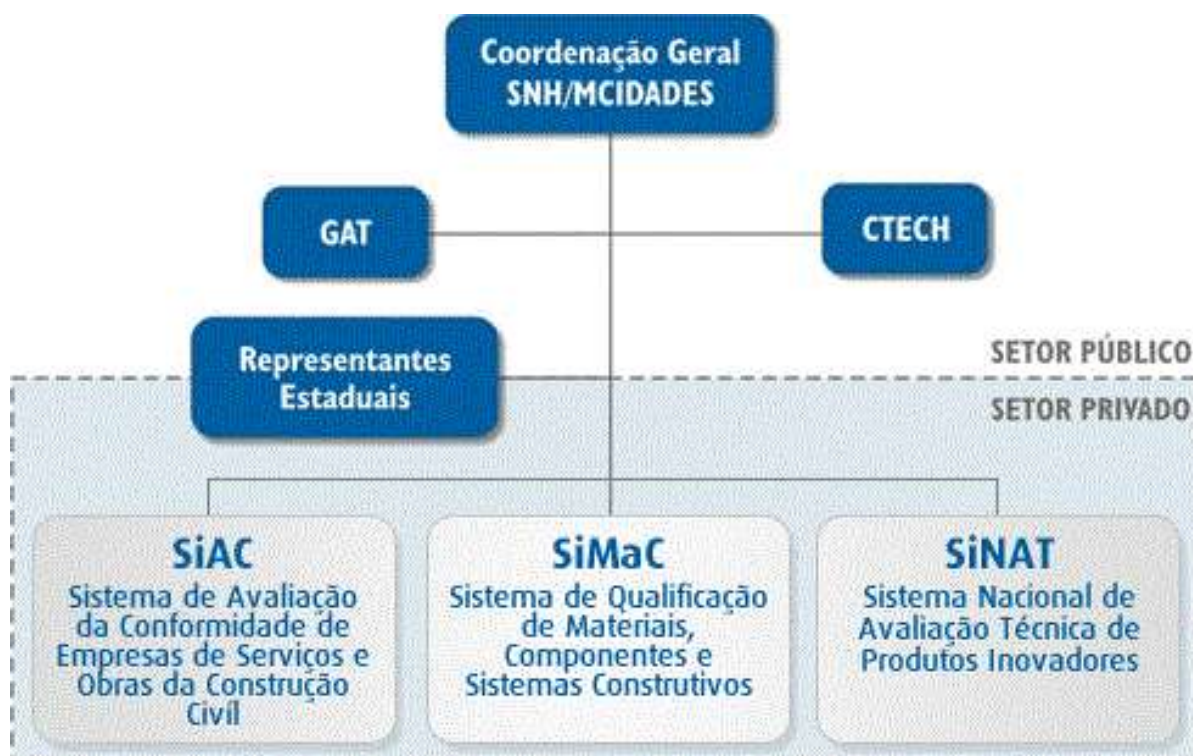 Coordenação Geral
SNH/MCIDADES
GAT
CTECH
Representantes
Estaduais
SETOR PÚBLICO
SETOR PRIVADO
SiAC
Sistema de Avaliação
da Conformidade de
Empresas de Serviços e
Obras da Construção
Civíl
SiMaC
Sistema de Qualificação
de Materiais,
Componentes e
Sistemas Construtivos
SiNAT
Sistema Nacional de
Avaliação Técnica de
Produtos Inovadores